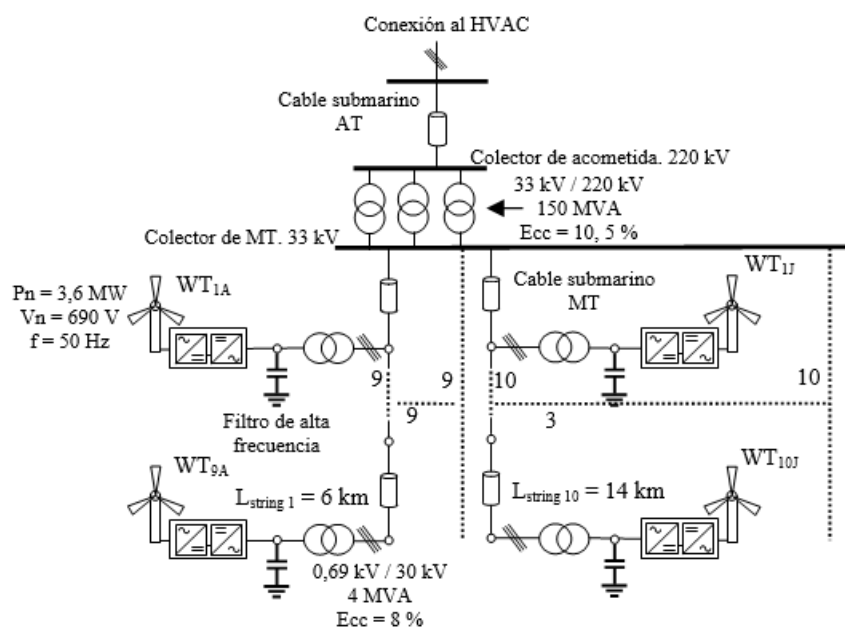 Conexión al HVAC
Cable submarino
AT
Colector de acometida. 220 kV
33 kV / 220 kV
150 MVA
Ecc = 10, 5 %
Colector de MT. 33 kV
WT1A
Pn = 3,6 MW
Vn = 690 V
f = 50 Hz
Cable submarino
MT
WT1J
9
9
10
10
9
3
Filtro de alta
frecuencia
WT9A
Lstring 1 = 6 km
Lstring 10 = 14 km
WT10J
0,69 kV / 30 kV
4 MVA
Ecc = 8 %